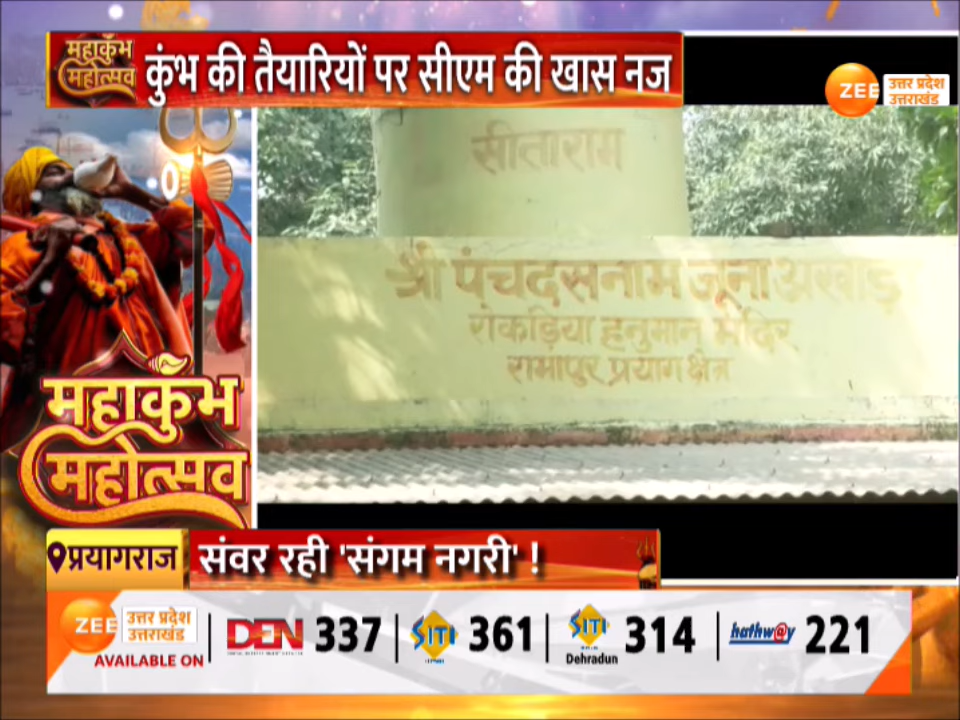 महाकुंभ
महोत्सव
कुंभ की तैयारियों पर सीएम की खास नज
ZEE
उत्तर प्रदेश
उत्तराखंड
सीताराम
श्री पंचदसनाम जूना अखाड़
रोकड़िया हनुमान मंदिर
रामापुर प्रयाग क्षेत्र
महाकुंभ
महोत्सव
प्रयागराज
संवर रही 'संगम नगरी' !
ZEE
उत्तर प्रदेश
उत्तराखंड
AVAILABLE ON
DEN 337
SITI 361
SITI
Dehradun
314
hathw@y 221